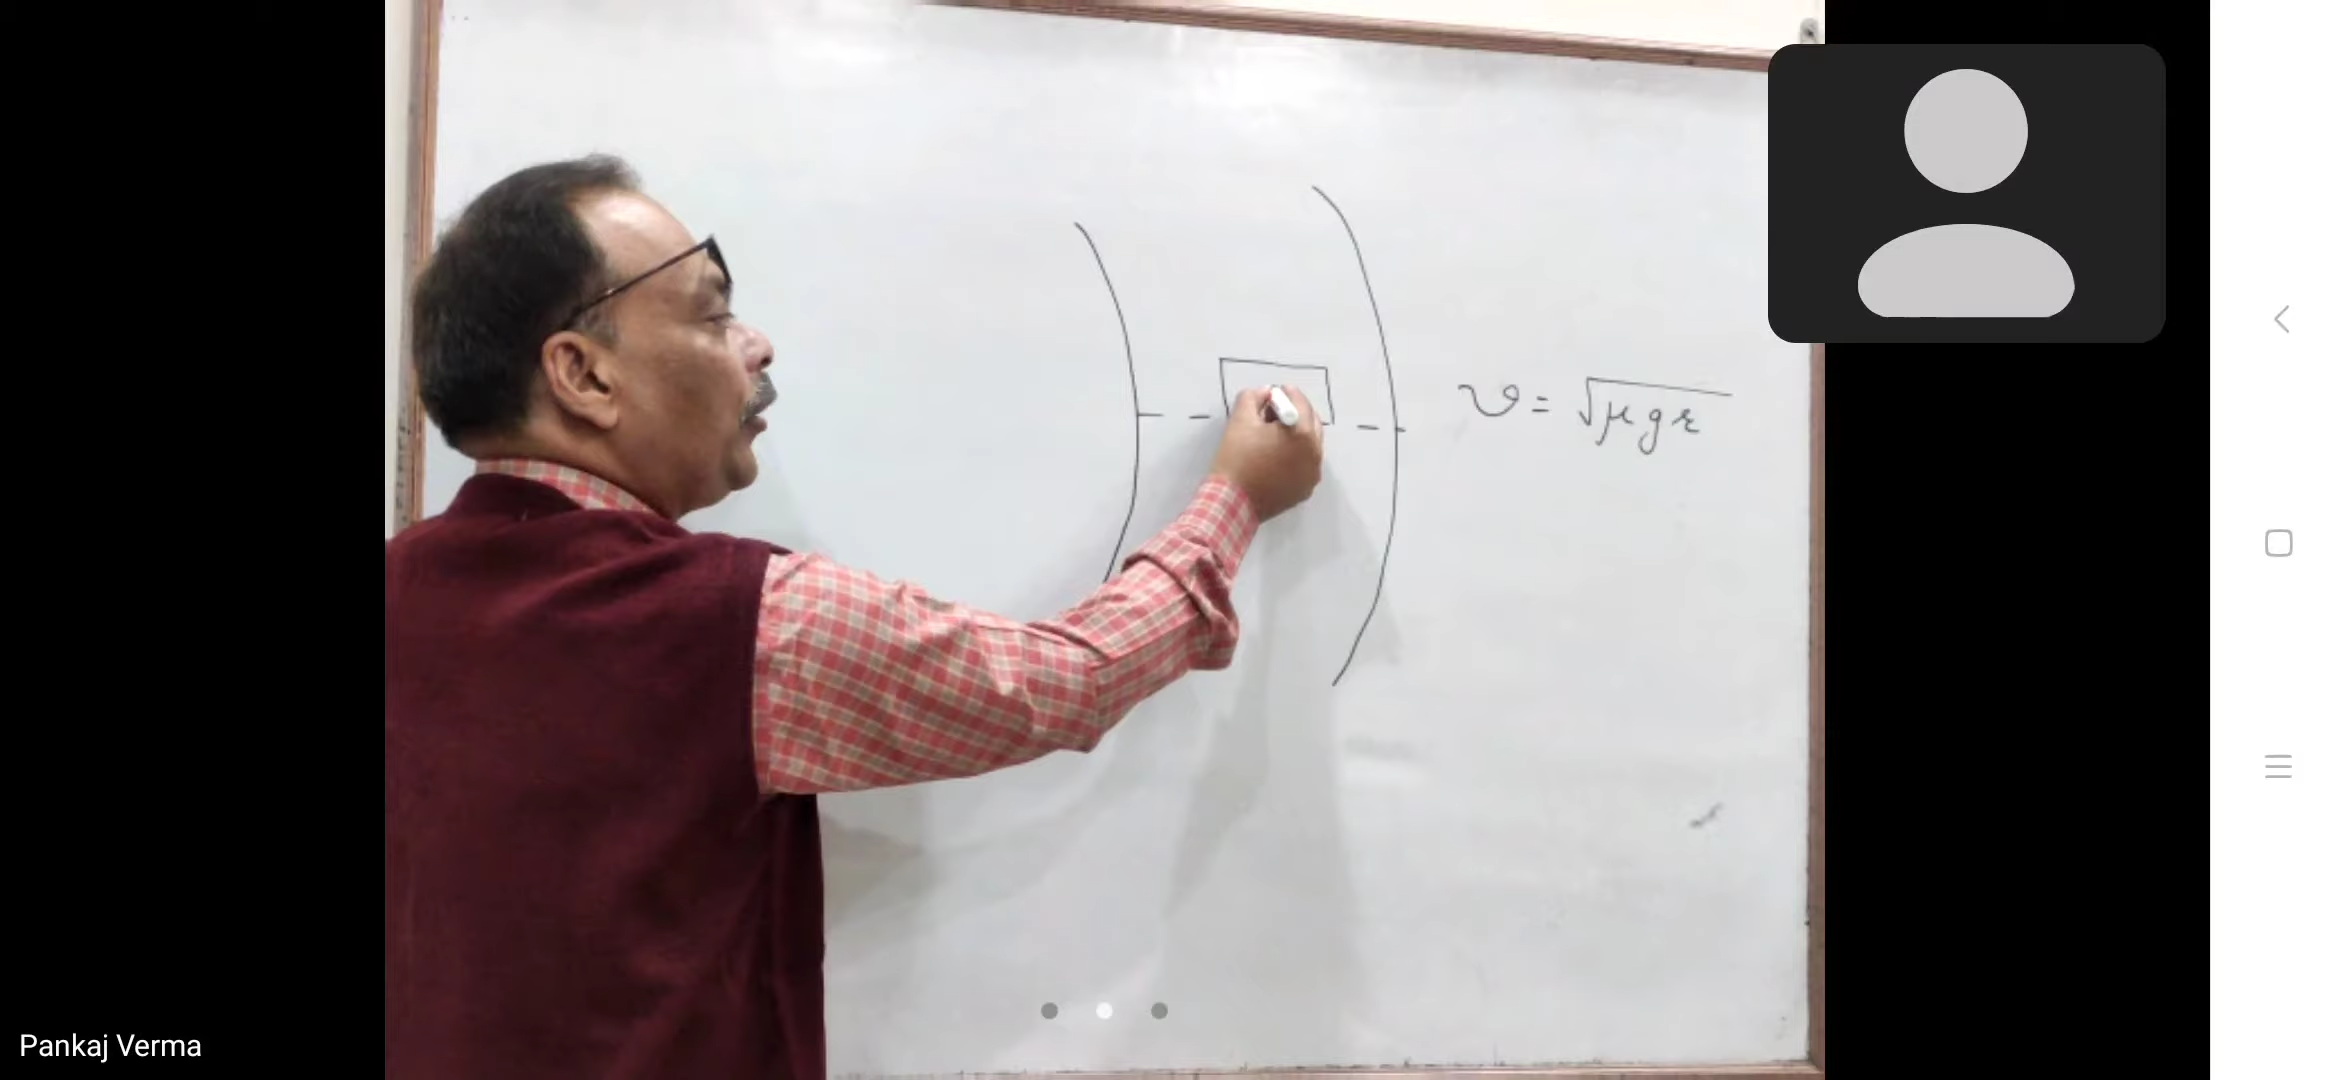 v = √μgr
Pankaj Verma